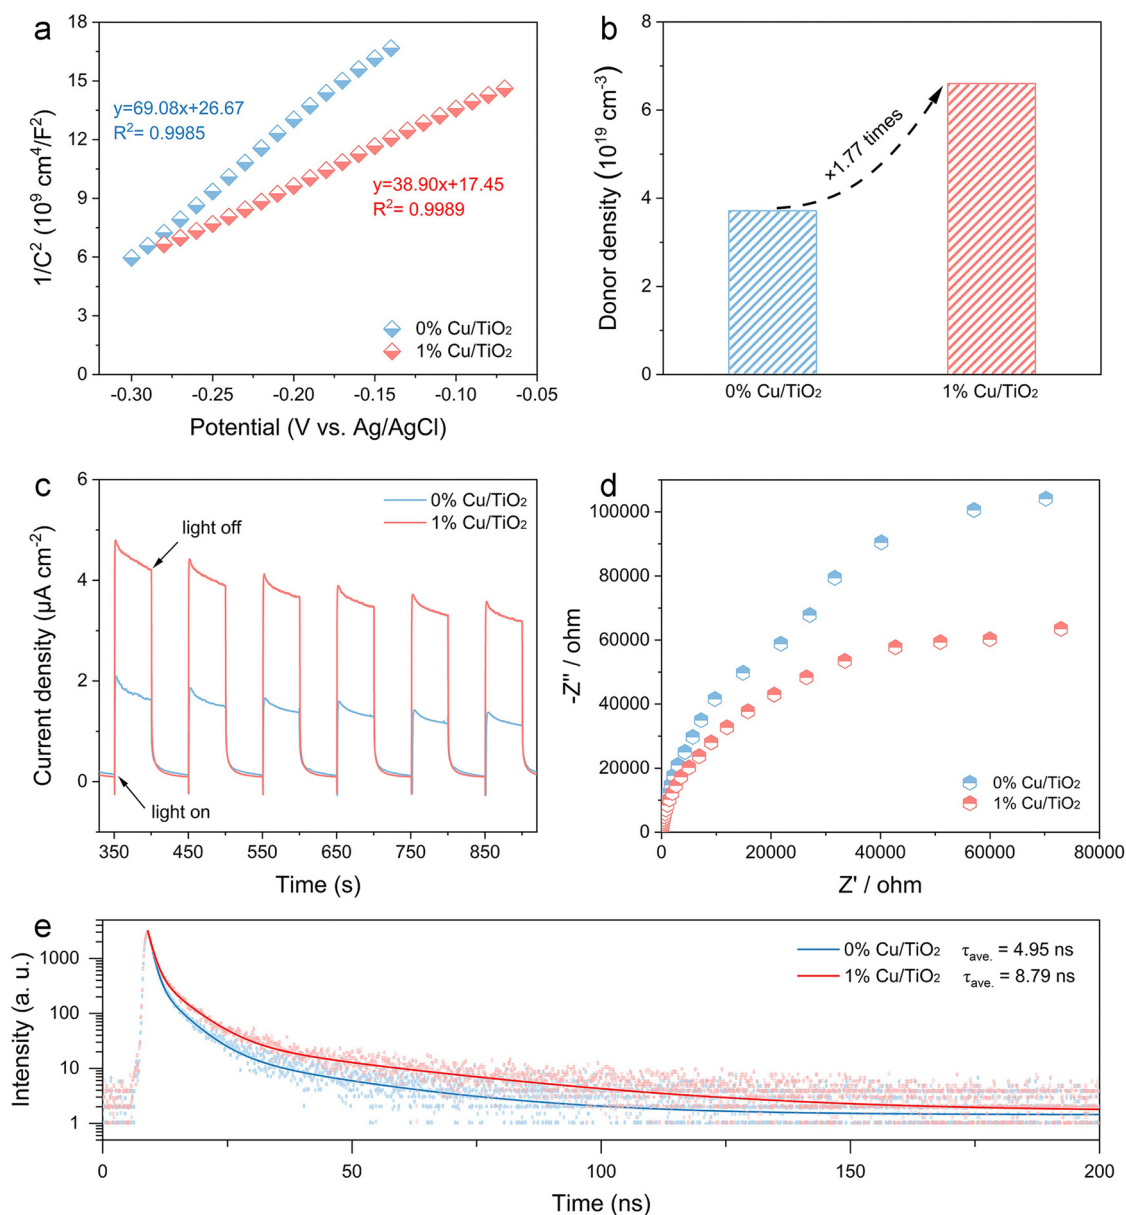 a
18
15
12
9
6
3
0
1/C² (10⁹ cm⁴/F²)
y=69.08x+26.67
R²= 0.9985
y=38.90x+17.45
R²= 0.9989
0% Cu/TiO₂
1% Cu/TiO₂
-0.30
-0.25
-0.20
-0.15
-0.10
-0.05
Potential (V vs. Ag/AgCl)
b
8
6
4
2
0
Donor density (10¹⁹ cm⁻³)
×1.77 times
0% Cu/TiO₂
1% Cu/TiO₂
c
6
4
2
0
Current density (µA cm⁻²)
0% Cu/TiO₂
1% Cu/TiO₂
light off
light on
350
450
550
650
750
850
Time (s)
d
100000
80000
60000
40000
20000
0
-Z" / ohm
0% Cu/TiO₂
1% Cu/TiO₂
0
20000
40000
60000
80000
Z' / ohm
e
1000
100
10
1
Intensity (a. u.)
0% Cu/TiO₂ τave. = 4.95 ns
1% Cu/TiO₂ τave. = 8.79 ns
0
50
100
150
200
Time (ns)